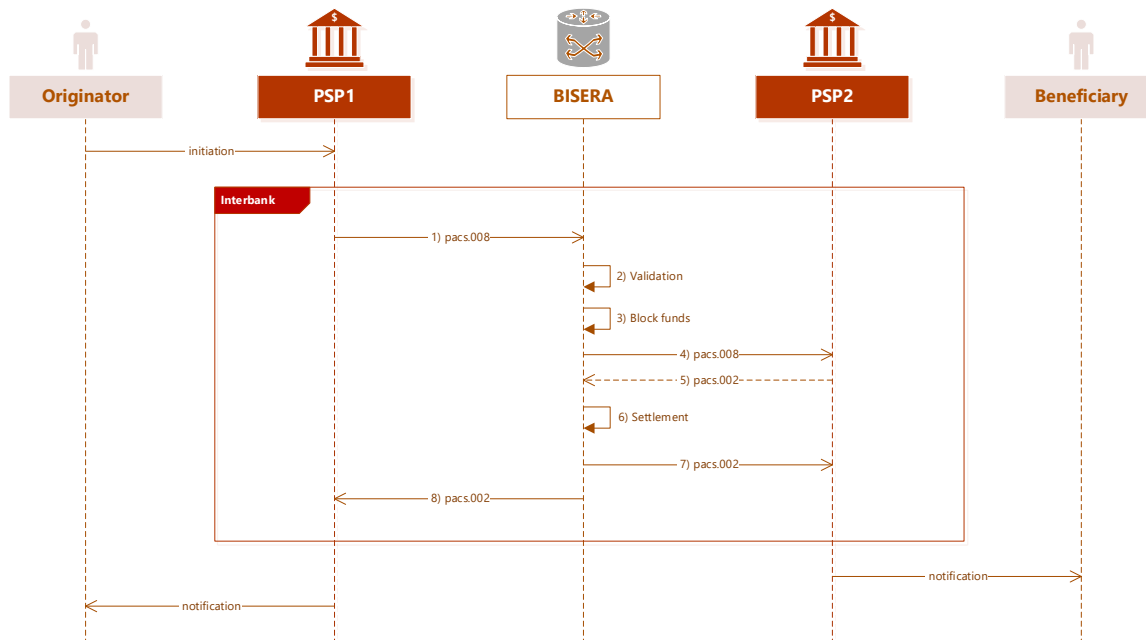 $
$
Originator
PSP1
BISERA
PSP2
Beneficiary
initiation
Interbank
1) pacs.008
2) Validation
3) Block funds
4) pacs.008
5) pacs.002
6) Settlement
7) pacs.002
8) pacs.002
notification
notification